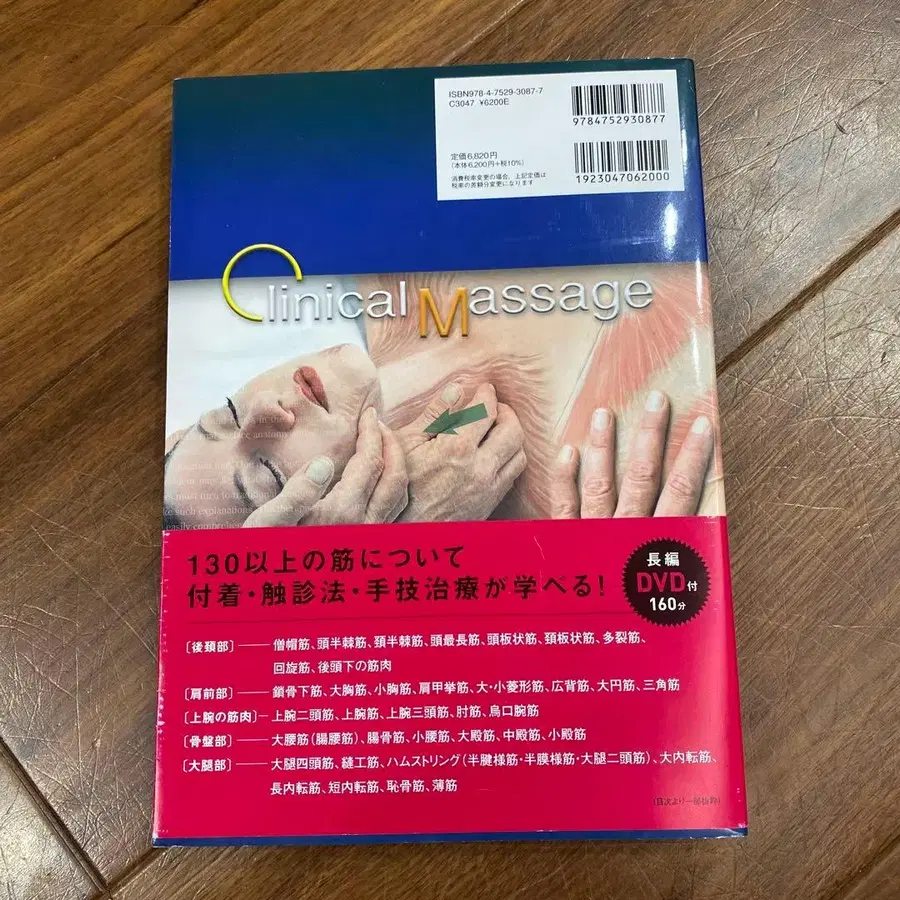 ISBN978-4-7529-3087-7
C3047 ¥6200E
9784752930877
定価6,820円
(本体6,200円+税10%)
消費税率変更の場合、上記定価は
税率の差額分変更になります
1923047062000
Clinical Massage
130以上の筋について
付着・触診法・手技治療が学べる!
長編
DVD付
160分
〔後頚部〕──僧帽筋、頭半棘筋、頚半棘筋、頭最長筋、頭板状筋、頚板状筋、多裂筋、
回旋筋、後頭下の筋肉
〔肩前部〕──鎖骨下筋、大胸筋、小胸筋、肩甲挙筋、大・小菱形筋、広背筋、大円筋、三角筋
〔上腕の筋肉〕─上腕二頭筋、上腕筋、上腕三頭筋、肘筋、烏口腕筋
〔骨盤部〕──大腰筋(腸腰筋)、腸骨筋、小腰筋、大殿筋、中殿筋、小殿筋
〔大腿部〕──大腿四頭筋、縫工筋、ハムストリング(半腱様筋・半膜様筋・大腿二頭筋)、大内転筋、
長内転筋、短内転筋、恥骨筋、薄筋
(目次より一部抜粋)